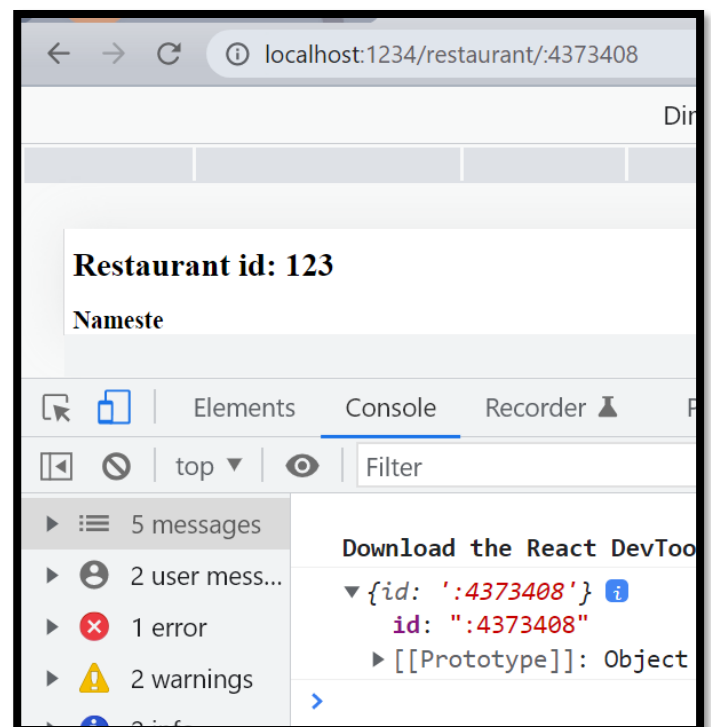 localhost:1234/restaurant/:4373408
Dir
Restaurant id: 123
Nameste
Elements Console Recorder
top Filter
5 messages
Download the React DevToo
2 user mess...
{id: ':4373408'} i
id: ":4373408"
1 error
[[Prototype]]: Object
2 warnings